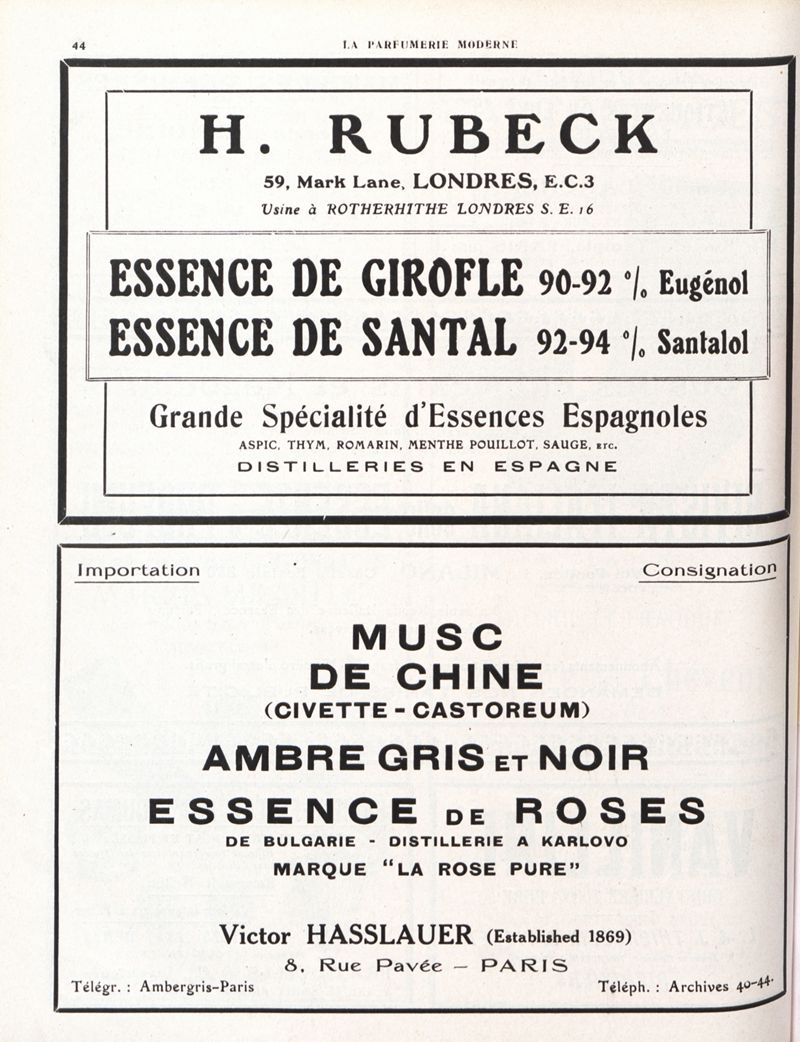 44
LA PARFUMERIE MODERNE
H. RUBECK
59, Mark Lane, LONDRES, E.C.3
Usine à ROTHERHITHE LONDRES S. E. 16
ESSENCE DE GIROFLE 90-92 % Eugénol
ESSENCE DE SANTAL 92-94 % Santalol
Grande Spécialité d'Essences Espagnoles
ASPIC, THYM, ROMARIN, MENTHE POUILLOT, SAUGE, ETC.
DISTILLERIES EN ESPAGNE
Importation
Consignation
MUSC
DE CHINE
(CIVETTE - CASTOREUM)
AMBRE GRIS ET NOIR
ESSENCE DE ROSES
DE BULGARIE - DISTILLERIE A KARLOVO
MARQUE "LA ROSE PURE"
Victor HASSLAUER (Established 1869)
8, Rue Pavée - PARIS
Télégr. : Ambergris-Paris
Téléph. : Archives 40-44.